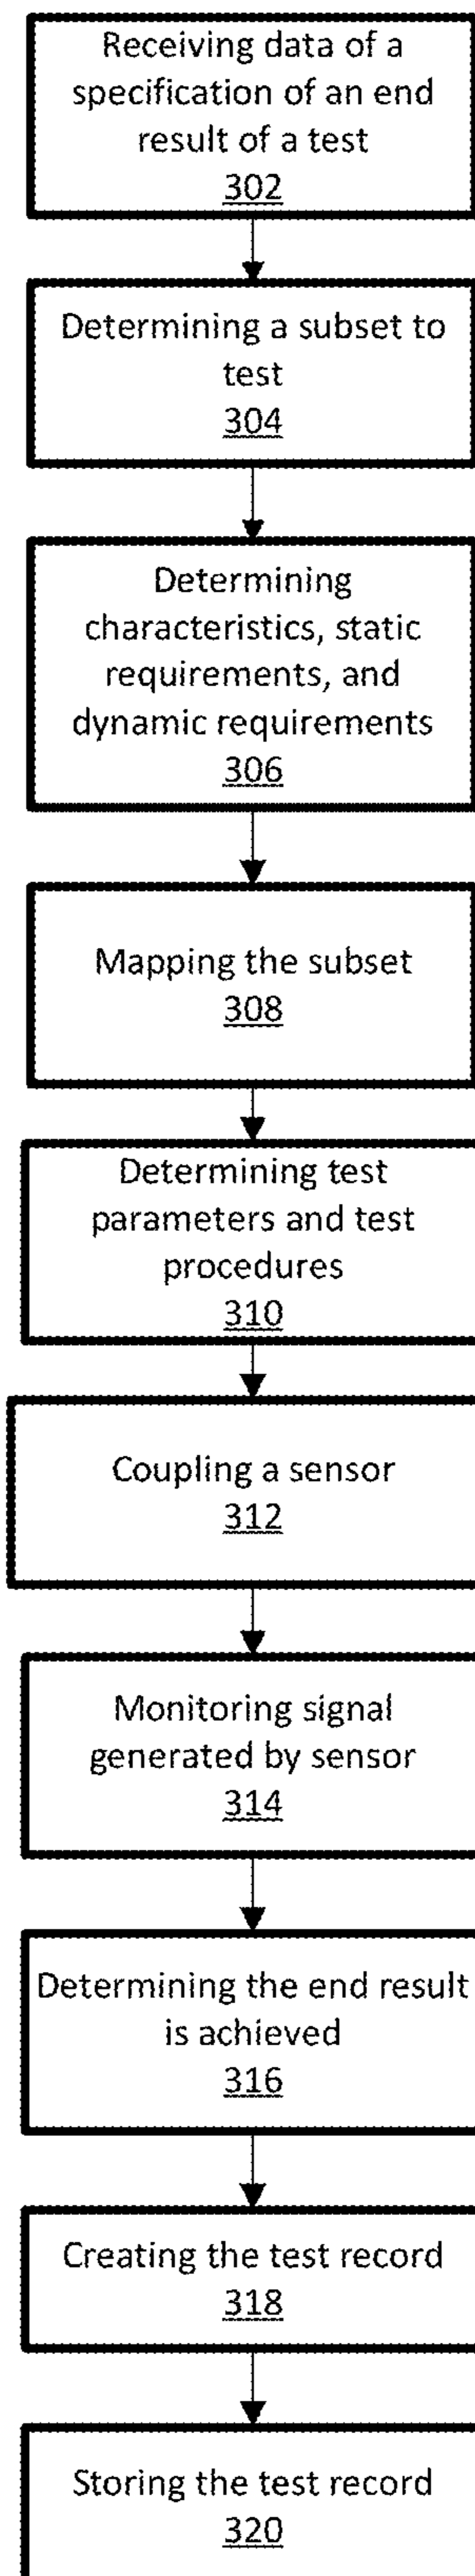 Receiving data of a
specification of an end
result of a test
302
Determining a subset to
test
304
Determining
characteristics, static
requirements, and
dynamic requirements
306
Mapping the subset
308
Determining test
parameters and test
procedures
310
Coupling a sensor
312
Monitoring signal
generated by sensor
314
Determining the end result
is achieved
316
Creating the test record
318
Storing the test record
320